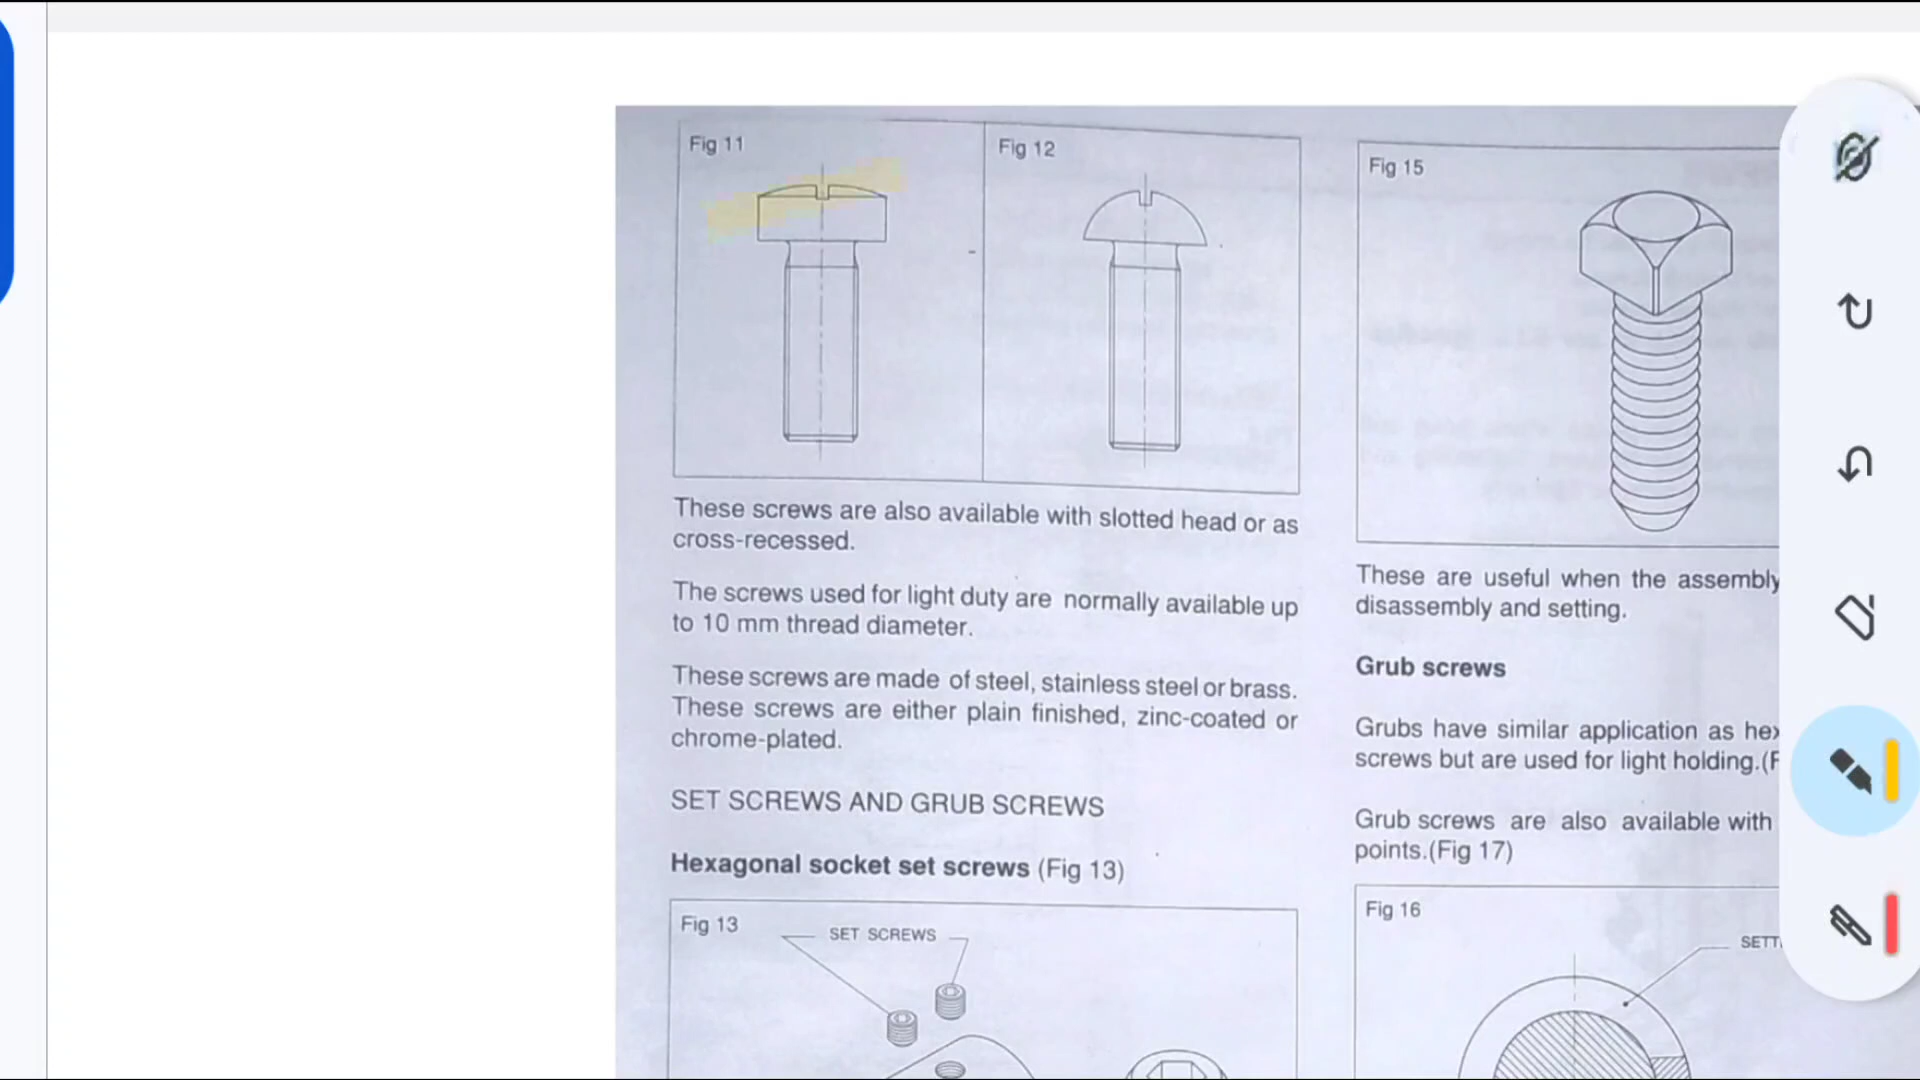 Fig 11
Fig 12
These screws are also available with slotted head or as
cross-recessed.
The screws used for light duty are normally available up
to 10 mm thread diameter.
These screws are made of steel, stainless steel or brass.
These screws are either plain finished, zinc-coated or
chrome-plated.
SET SCREWS AND GRUB SCREWS
Hexagonal socket set screws (Fig 13)
Fig 13
SET SCREWS
Fig 15
These are useful when the assembly
disassembly and setting.
Grub screws
Grubs have similar application as hex
screws but are used for light holding.(F
Grub screws are also available with
points.(Fig 17)
Fig 16
SETT